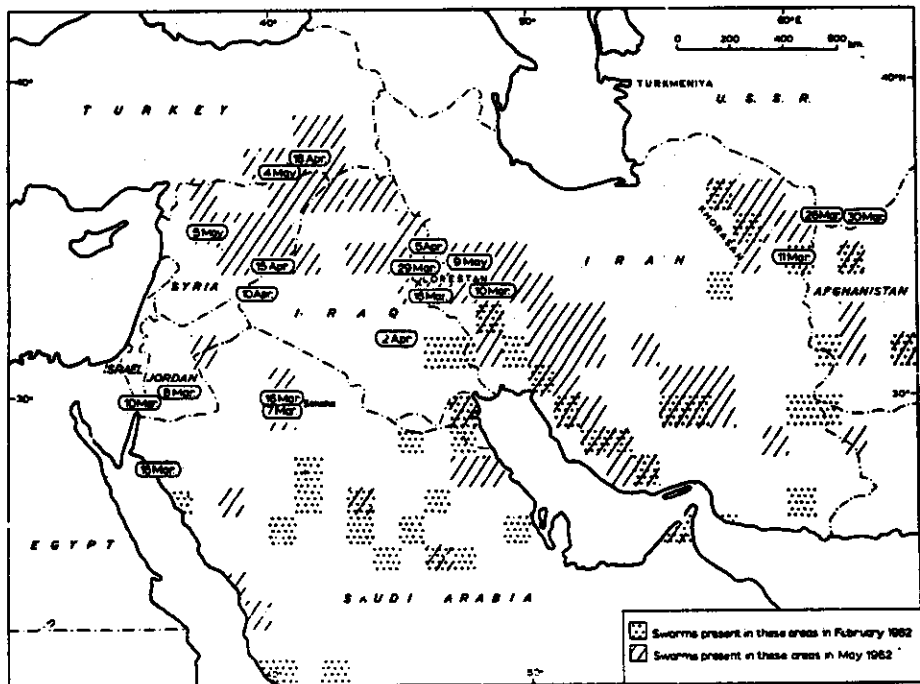 40°
50°
60°E
0 200 400 600 km.
40°
40°N
TURKMENIYA
U. S. S. R.
T U R K E Y
18 Apr.
4 May
KHORASAN
26 Mar.
30 Mar.
5 May
5 Apr
15 Apr
29 Mar.
9 May
I R A N
11 Mar.
LORESTAN
SYRIA
10 Apr.
15 Mar.
10 Mar.
AFGHANISTAN
I R A Q
2 Apr
ISRAEL
JORDAN
8 Mar.
10 Mar.
15 Mar.
7 Mar.
30°
30°
15 Mar.
E G Y P T
S A U D I A R A B I A
Swarms present in these areas in February 1962
Swarms present in these areas in May 1962
50°